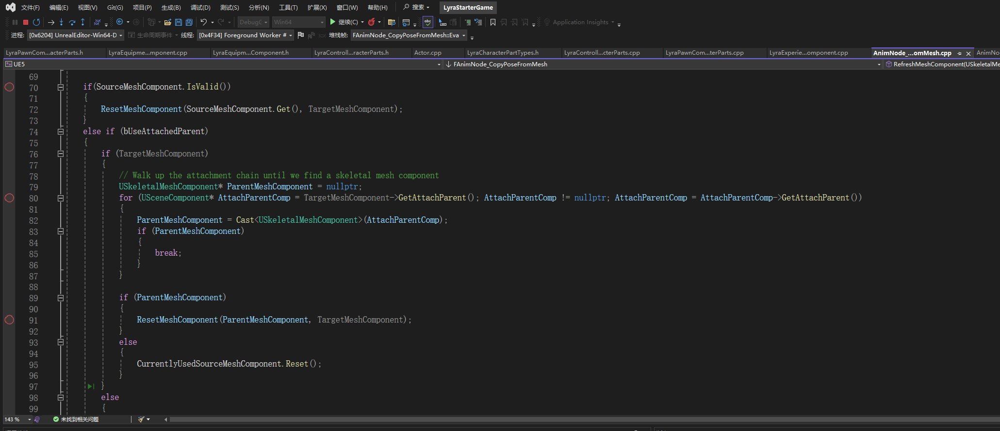 文件(F) 编辑(E) 视图(V) Git(G) 项目(P) 生成(B) 调试(D) 测试(S) 分析(N) 工具(T) 扩展(X) 窗口(W) 帮助(H) 搜索 LyraStarterGame
DebugG Win64 继续(C) abc Application Insights
进程: [0x6204] UnrealEditor-Win64-D 生命周期事件 线程: [0x4F34] Foreground Worker # 堆栈帧: FAnimNode_CopyPoseFromMesh::Eva
LyraPawnCom...acterParts.h LyraEquipme...mponent.cpp LyraEquipm...Component.h LyraControll...racterParts.h Actor.cpp LyraCharacterPartTypes.h LyraControll...cterParts.cpp LyraPawnCom...terParts.cpp LyraExperie...omponent.cpp AnimNode_...omMesh.cpp AnimNo
UE5 FAnimNode_CopyPoseFromMesh RefreshMeshComponent(USkeletalMe
69
70 if(SourceMeshComponent.IsValid())
71 {
72 ResetMeshComponent(SourceMeshComponent.Get(), TargetMeshComponent);
73 }
74 else if (bUseAttachedParent)
75 {
76 if (TargetMeshComponent)
77 {
78 // Walk up the attachment chain until we find a skeletal mesh component
79 USkeletalMeshComponent* ParentMeshComponent = nullptr;
80 for (USceneComponent* AttachParentComp = TargetMeshComponent->GetAttachParent(); AttachParentComp != nullptr; AttachParentComp = AttachParentComp->GetAttachParent())
81 {
82 ParentMeshComponent = Cast<USkeletalMeshComponent>(AttachParentComp);
83 if (ParentMeshComponent)
84 {
85 break;
86 }
87 }
88
89 if (ParentMeshComponent)
90 {
91 ResetMeshComponent(ParentMeshComponent, TargetMeshComponent);
92 }
93 else
94 {
95 CurrentlyUsedSourceMeshComponent.Reset();
96 }
97 }
98 else
99 {
143 % 未找到相关问题